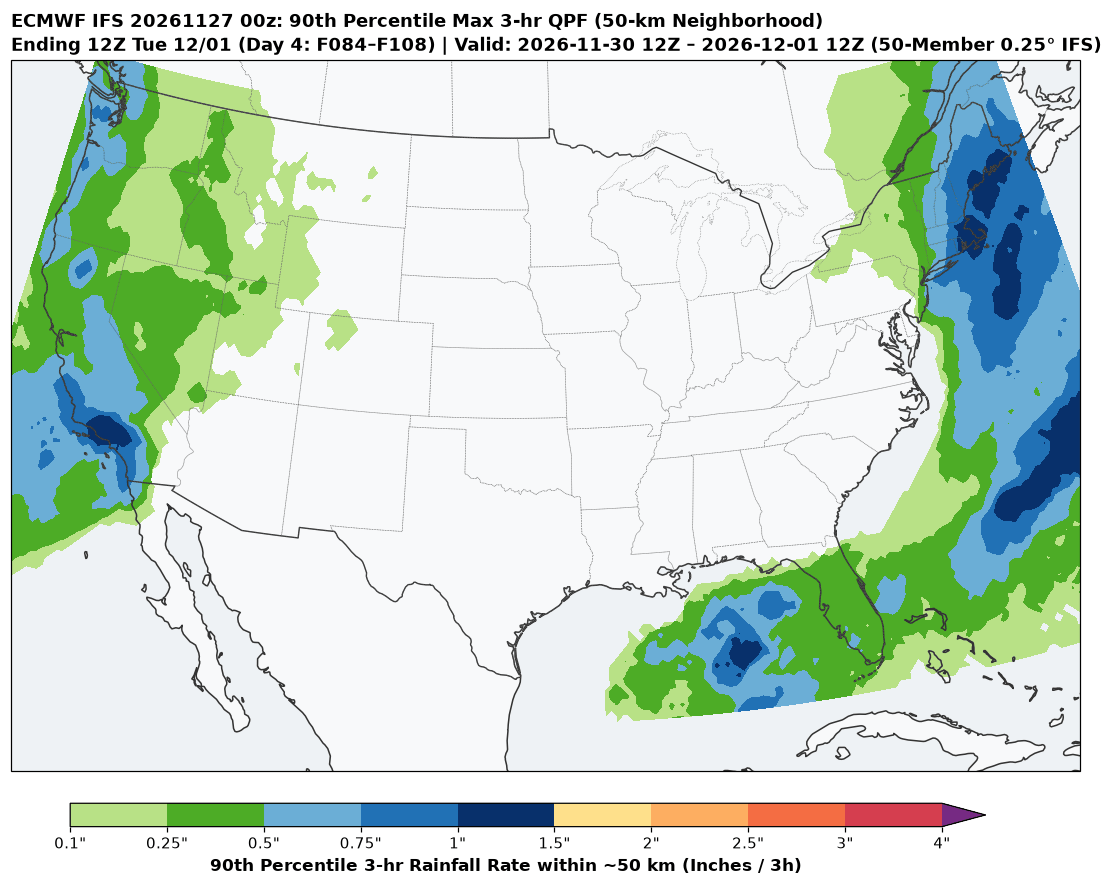 ECMWF IFS 20261127 00z: 90th Percentile Max 3-hr QPF (50-km Neighborhood)
Ending 12Z Tue 12/01 (Day 4: F084–F108) | Valid: 2026-11-30 12Z – 2026-12-01 12Z (50-Member 0.25° IFS)
0.1" 0.25" 0.5" 0.75" 1" 1.5" 2" 2.5" 3" 4"
90th Percentile 3-hr Rainfall Rate within ~50 km (Inches / 3h)